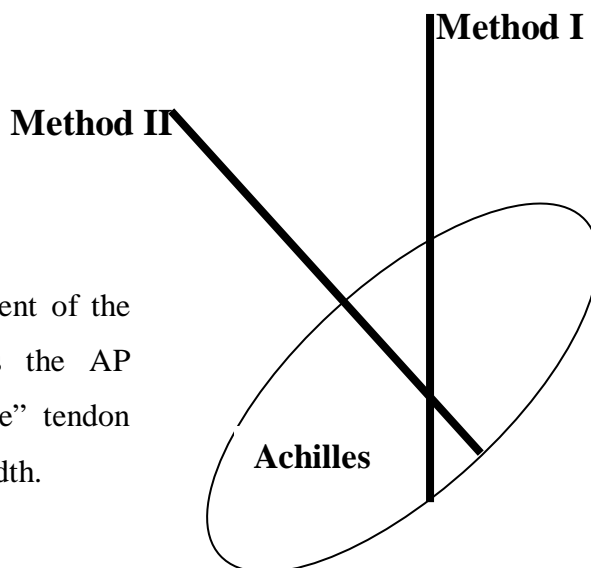 Method I
Method II
ent of the
the AP
e” tendon
dth.
Achilles